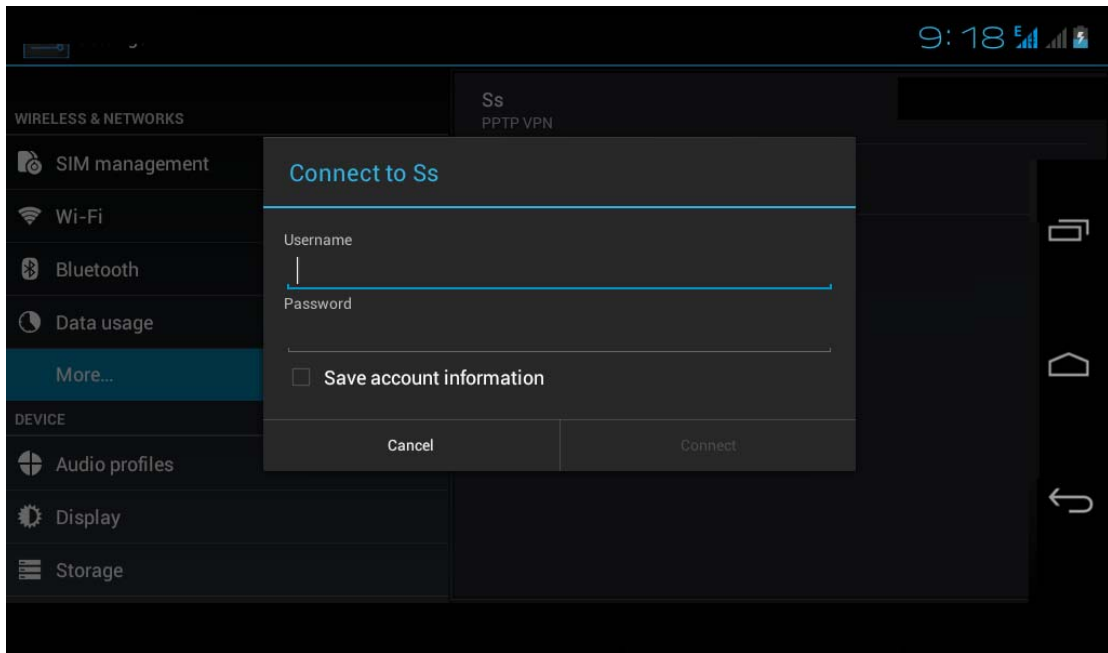 9:18 E
Ss
PPTP VPN
WIRELESS & NETWORKS
SIM management
Wi-Fi
Bluetooth
Data usage
More...
DEVICE
Audio profiles
Display
Storage
Connect to Ss
Username
Password
Save account information
Cancel
Connect